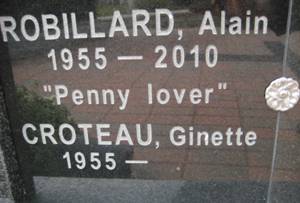 ROBILLARD, Alain
1955 — 2010
"Penny lover"
CROTEAU, Ginette
1955 —